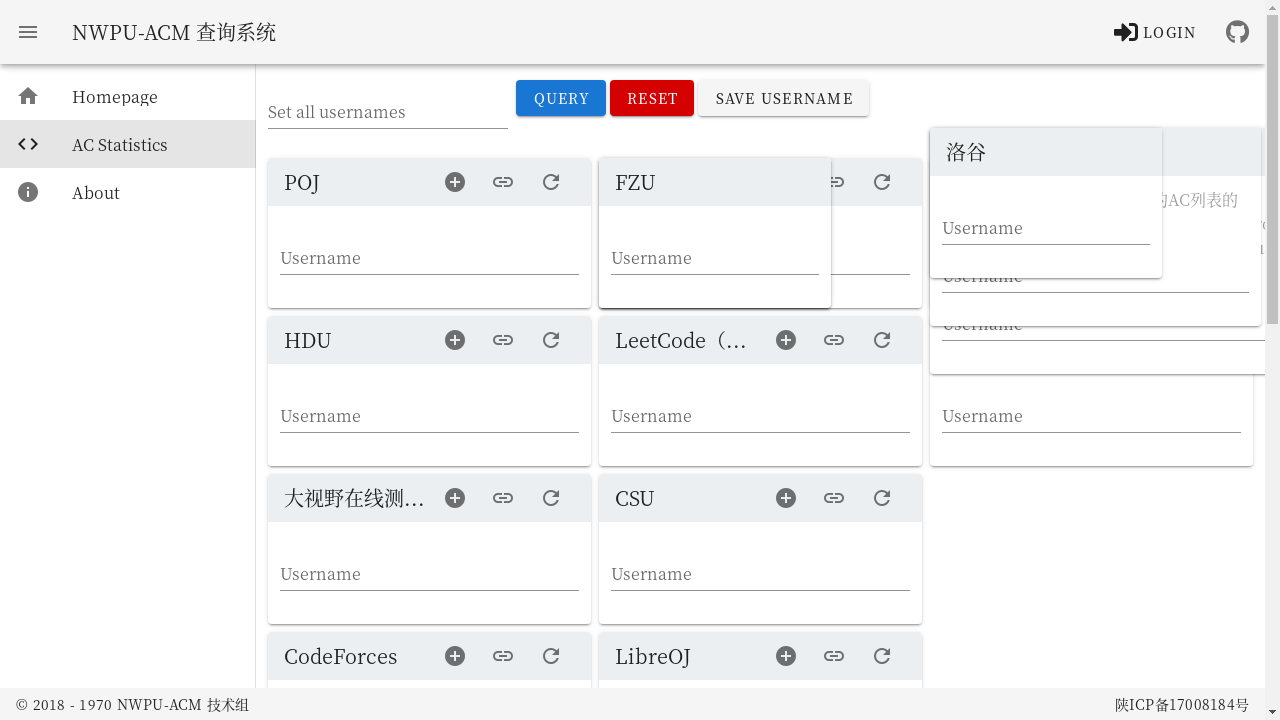 NWPU-ACM 查询系统
LOGIN
Homepage
AC Statistics
About
Set all usernames
QUERY
RESET
SAVE USERNAME
POJ
Username
FZU
Username
洛谷
的AC列表的
Username
Username
Username
HDU
Username
LeetCode（...
Username
Username
大视野在线测...
Username
CSU
Username
CodeForces
LibreOJ
© 2018 - 1970 NWPU-ACM 技术组
陕ICP备17008184号